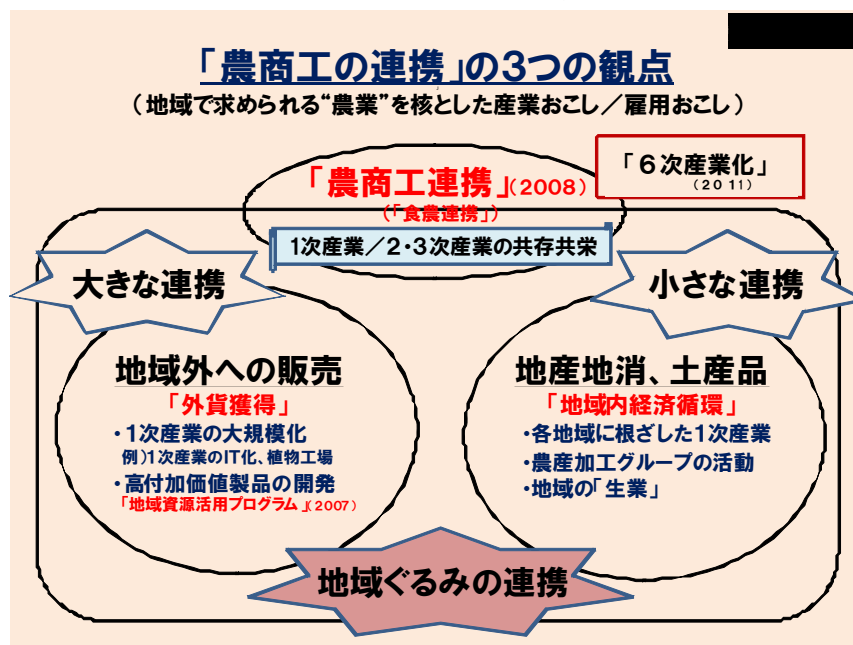 「農商工の連携」の3つの観点
（地域で求められる“農業”を核とした産業おこし／雇用おこし）
「農商工連携」(2008)
(「食農連携」)
「６次産業化」
(2011)
1次産業／2・3次産業の共存共栄
大きな連携
小さな連携
地域外への販売
「外貨獲得」
・1次産業の大規模化
例)1次産業のIT化、植物工場
・高付加価値製品の開発
「地域資源活用プログラム」(2007)
地産地消、土産品
「地域内経済循環」
・各地域に根ざした1次産業
・農産加工グループの活動
・地域の「生業」
地域ぐるみの連携